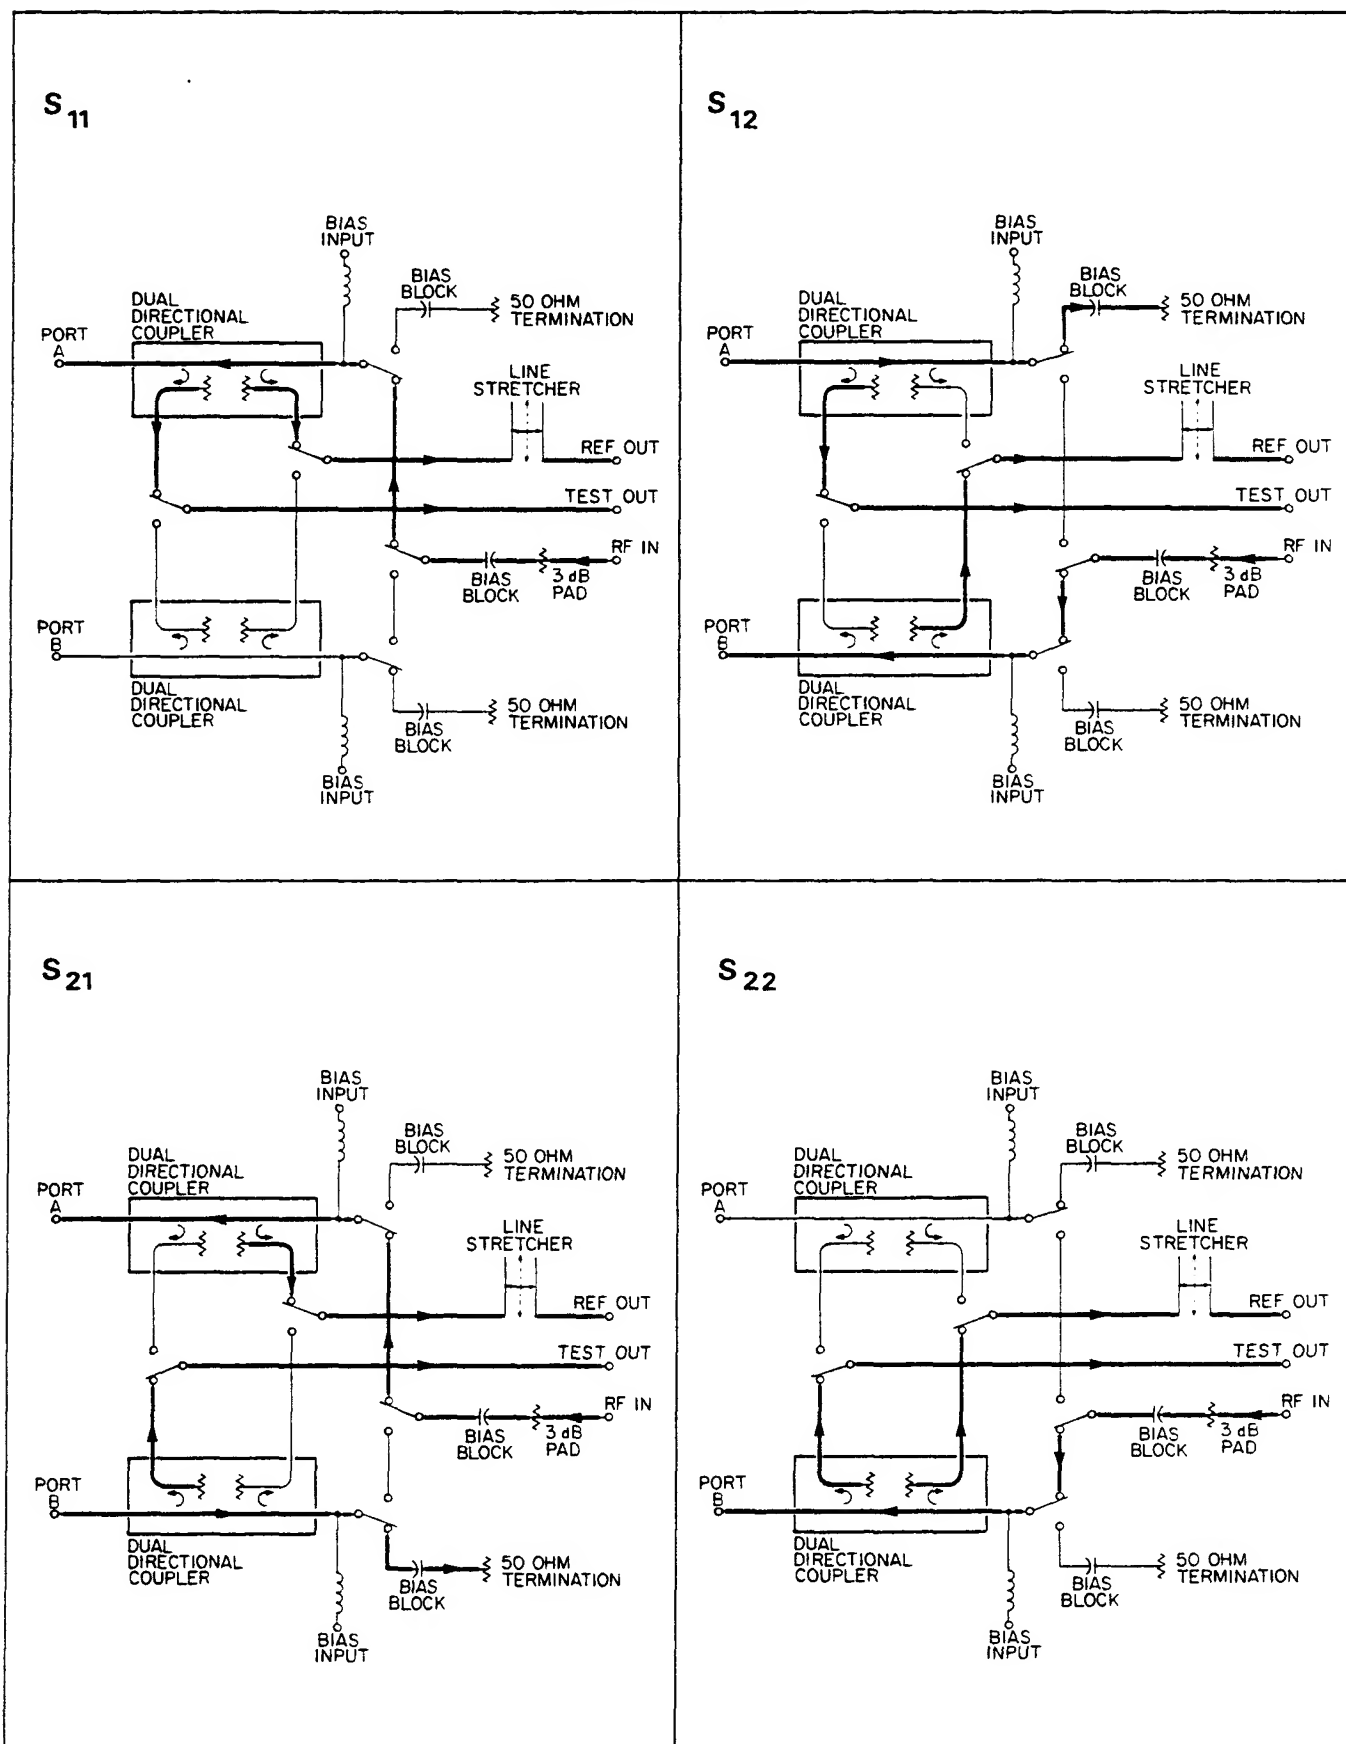 S11
BIAS
INPUT
BIAS
BLOCK
50 OHM
TERMINATION
DUAL
DIRECTIONAL
COUPLER
PORT
A
LINE
STRETCHER
REF OUT
TEST OUT
RF IN
BIAS
BLOCK
3 dB
PAD
PORT
B
DUAL
DIRECTIONAL
COUPLER
50 OHM
TERMINATION
BIAS
BLOCK
BIAS
INPUT
S12
BIAS
INPUT
BIAS
BLOCK
50 OHM
TERMINATION
DUAL
DIRECTIONAL
COUPLER
PORT
A
LINE
STRETCHER
REF OUT
TEST OUT
RF IN
BIAS
BLOCK
3 dB
PAD
PORT
B
DUAL
DIRECTIONAL
COUPLER
50 OHM
TERMINATION
BIAS
BLOCK
BIAS
INPUT
S21
BIAS
INPUT
BIAS
BLOCK
50 OHM
TERMINATION
DUAL
DIRECTIONAL
COUPLER
PORT
A
LINE
STRETCHER
REF OUT
TEST OUT
RF IN
BIAS
BLOCK
3 dB
PAD
PORT
B
DUAL
DIRECTIONAL
COUPLER
50 OHM
TERMINATION
BIAS
BLOCK
BIAS
INPUT
S22
BIAS
INPUT
BIAS
BLOCK
50 OHM
TERMINATION
DUAL
DIRECTIONAL
COUPLER
PORT
A
LINE
STRETCHER
REF OUT
TEST OUT
RF IN
BIAS
BLOCK
3 dB
PAD
PORT
B
DUAL
DIRECTIONAL
COUPLER
50 OHM
TERMINATION
BIAS
BLOCK
BIAS
INPUT